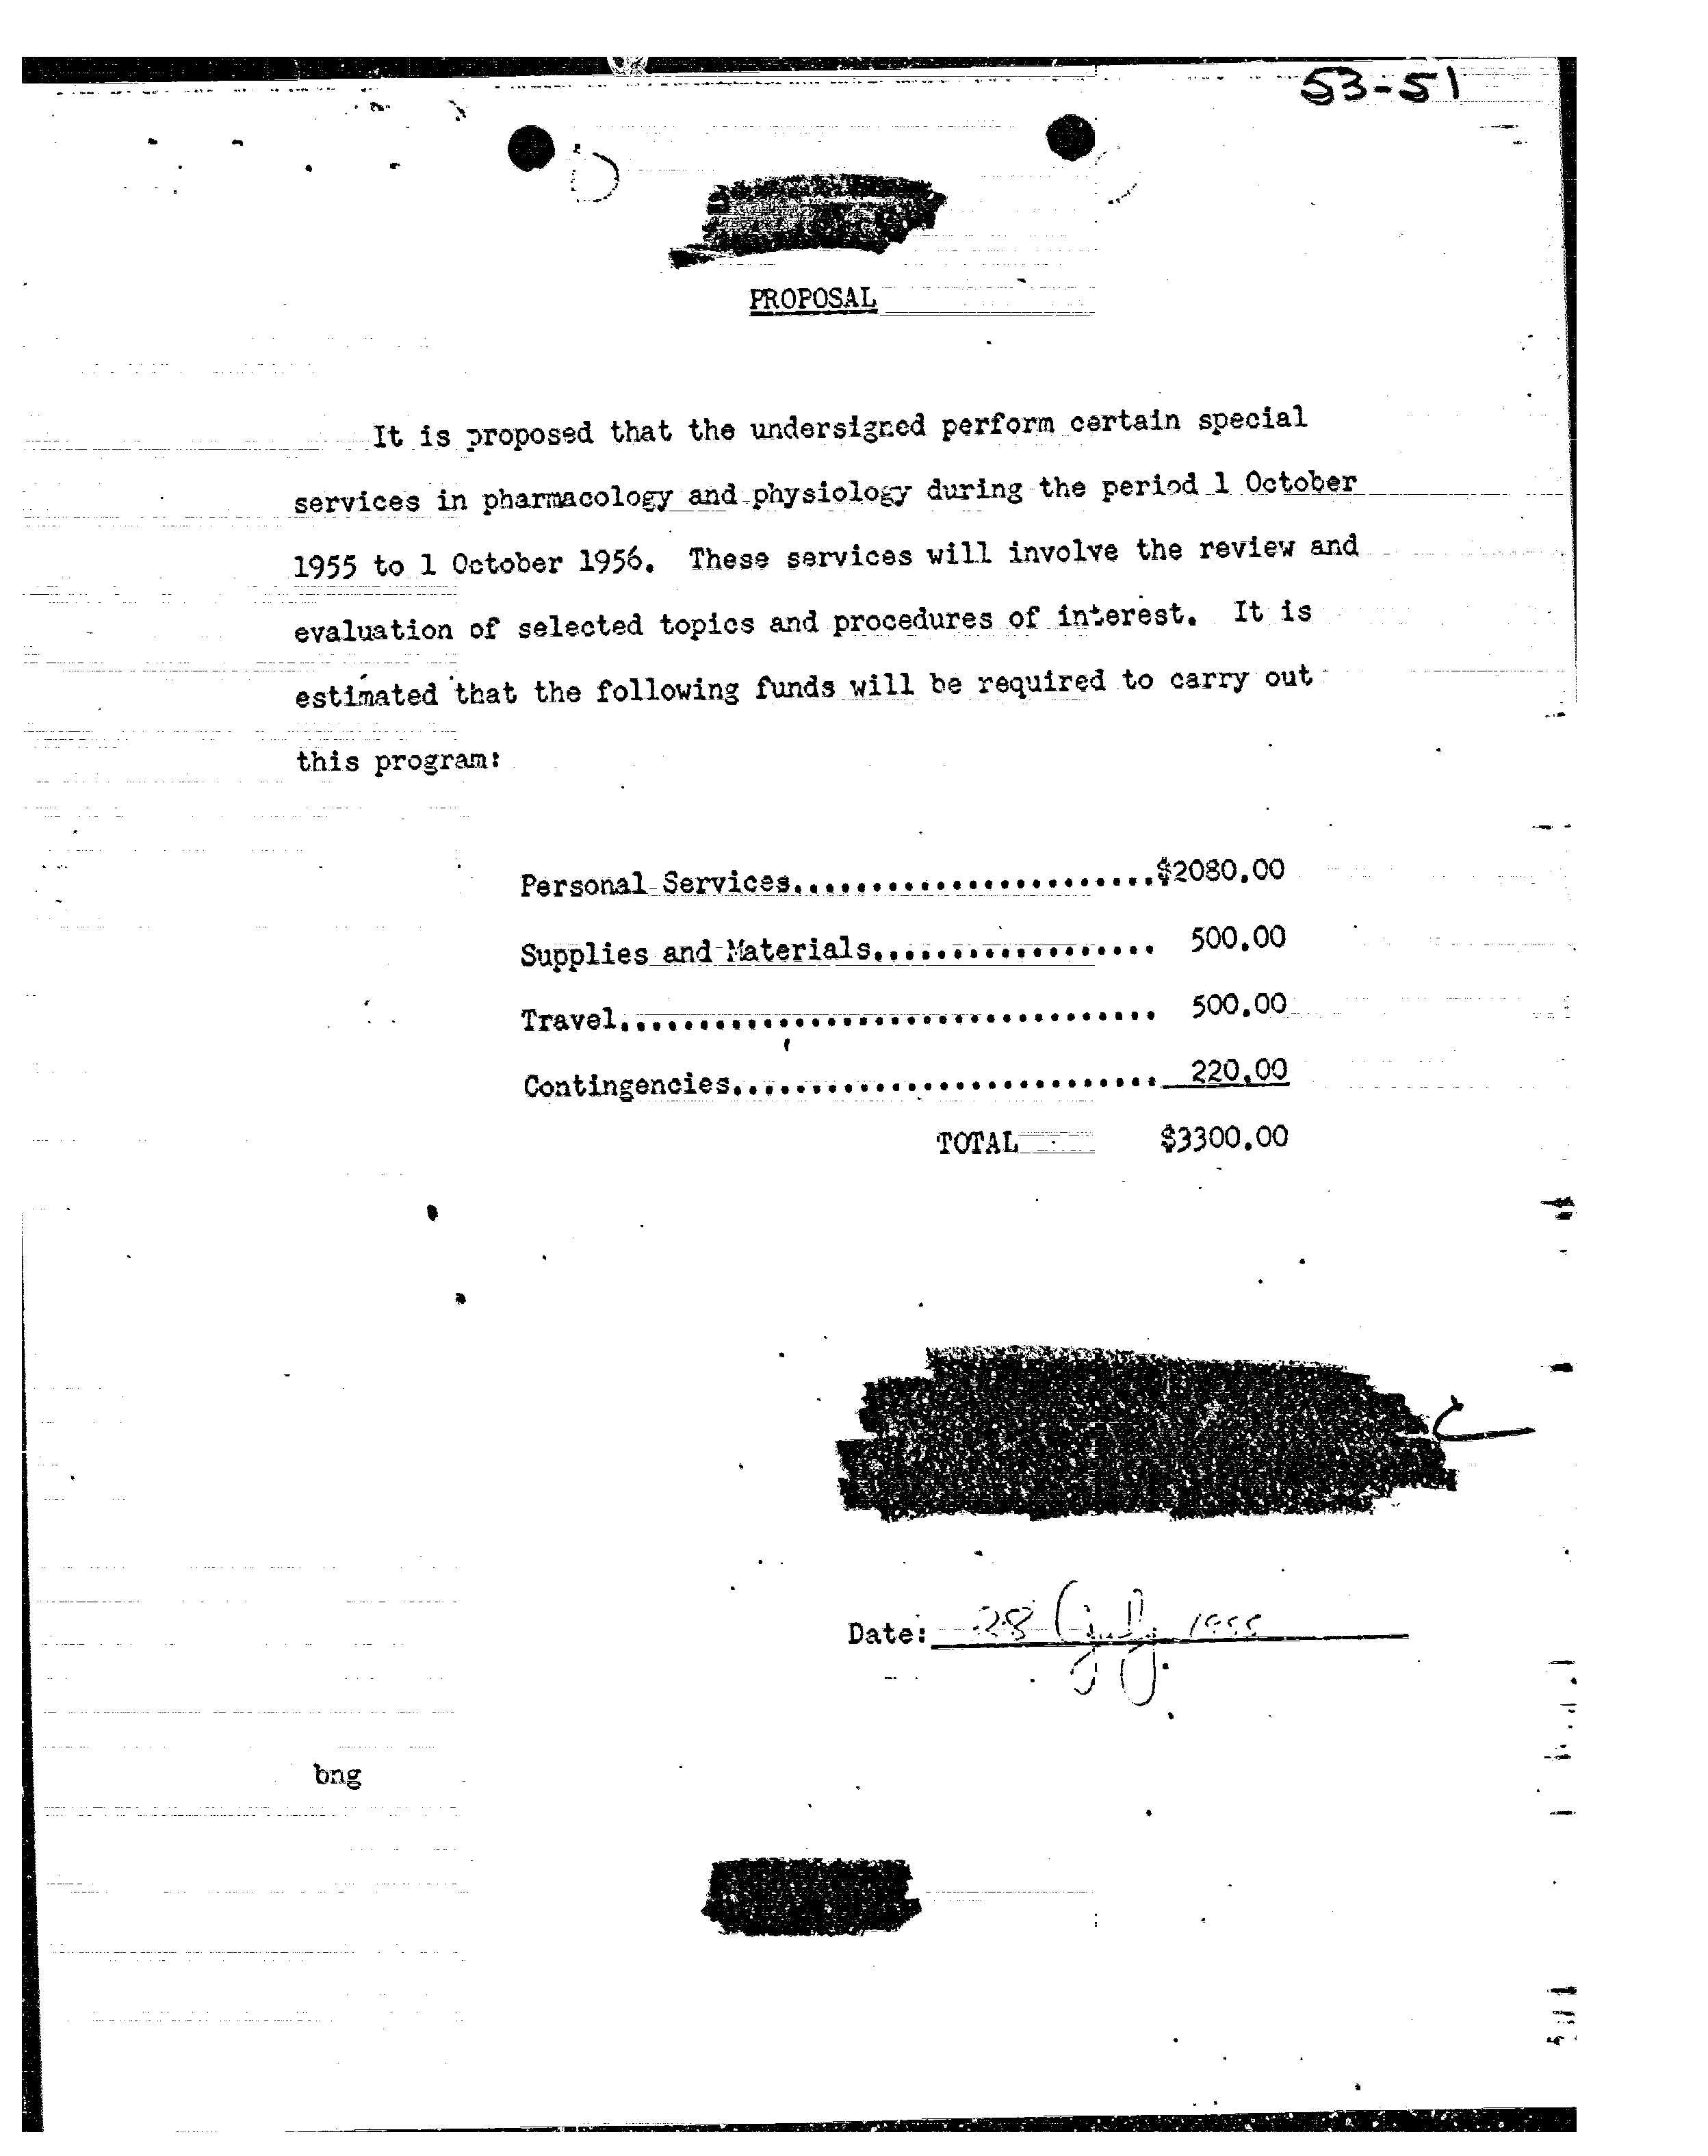 53-51
PROPOSAL
It is proposed that the undersigned perform certain special
services in pharmacology and physiology during the period 1 October
1955 to 1 October 1956. These services will involve the review and
evaluation of selected topics and procedures of interest. It is
estimated that the following funds will be required to carry out
this program:
Personal Services.......................$2080.00
Supplies and Materials.................. 500.00
Travel.................................. 500.00
Contingencies........................... 220.00
TOTAL $3300.00
Date: 28 July 1955
bng